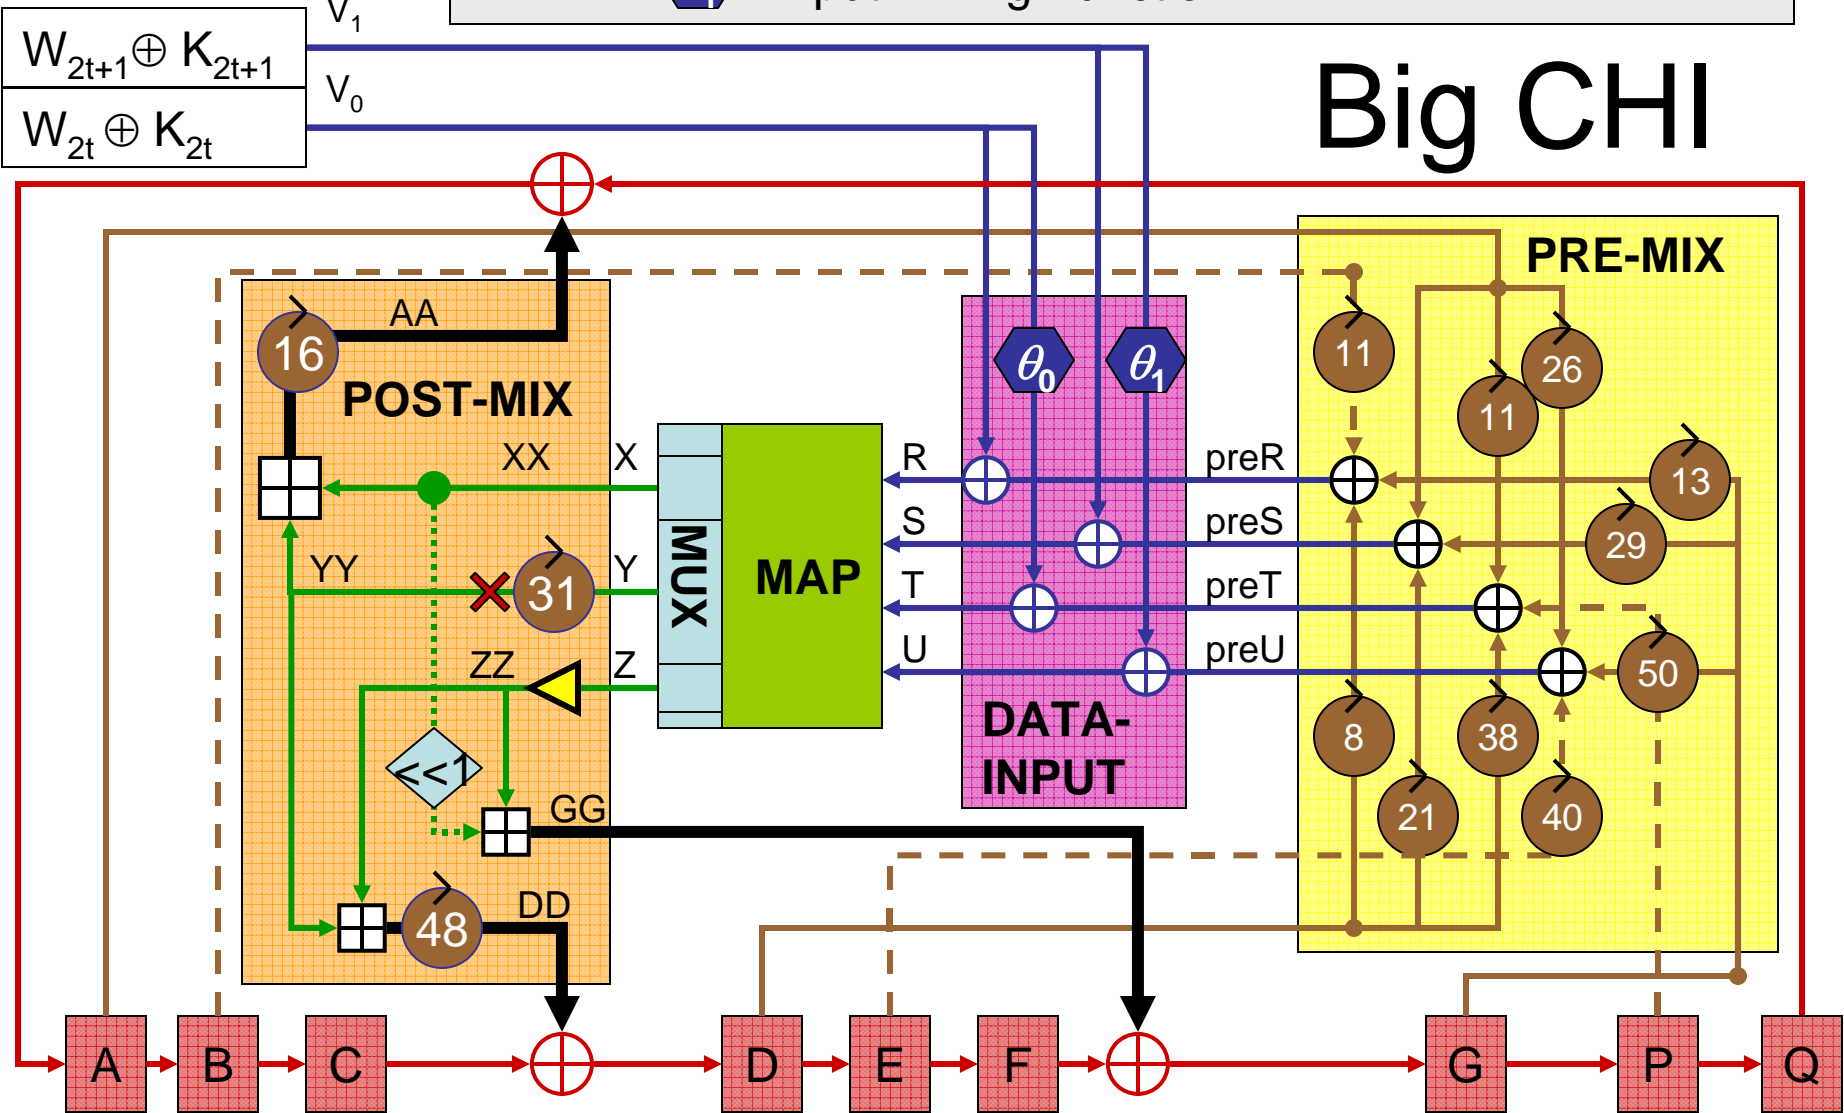 V₁
W₂ₜ₊₁⊕ K₂ₜ₊₁
V₀
W₂ₜ ⊕ K₂ₜ
Big CHI
PRE-MIX
AA
16
POST-MIX
θ₀
θ₁
11
26
11
XX
X
R
preR
13
S
preS
29
MUX
MAP
YY
31
Y
T
preT
ZZ
Z
U
preU
50
DATA-
INPUT
8
38
<<1
21
40
GG
48
DD
A
B
C
D
E
F
G
P
Q